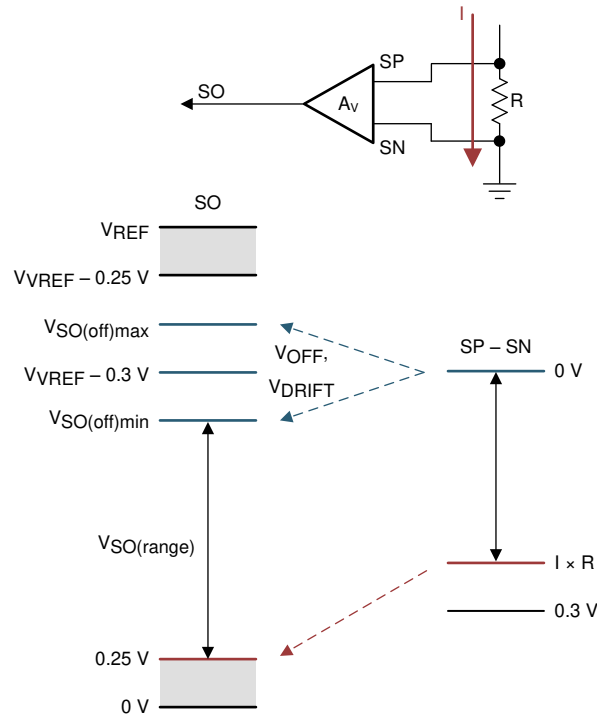 I
SP
SO
AV
R
SN
SO
VREF
VVREF – 0.25 V
VSO(off)max
VOFF,
SP – SN
VVREF – 0.3 V
0 V
VDRIFT
VSO(off)min
VSO(range)
I × R
0.3 V
0.25 V
0 V